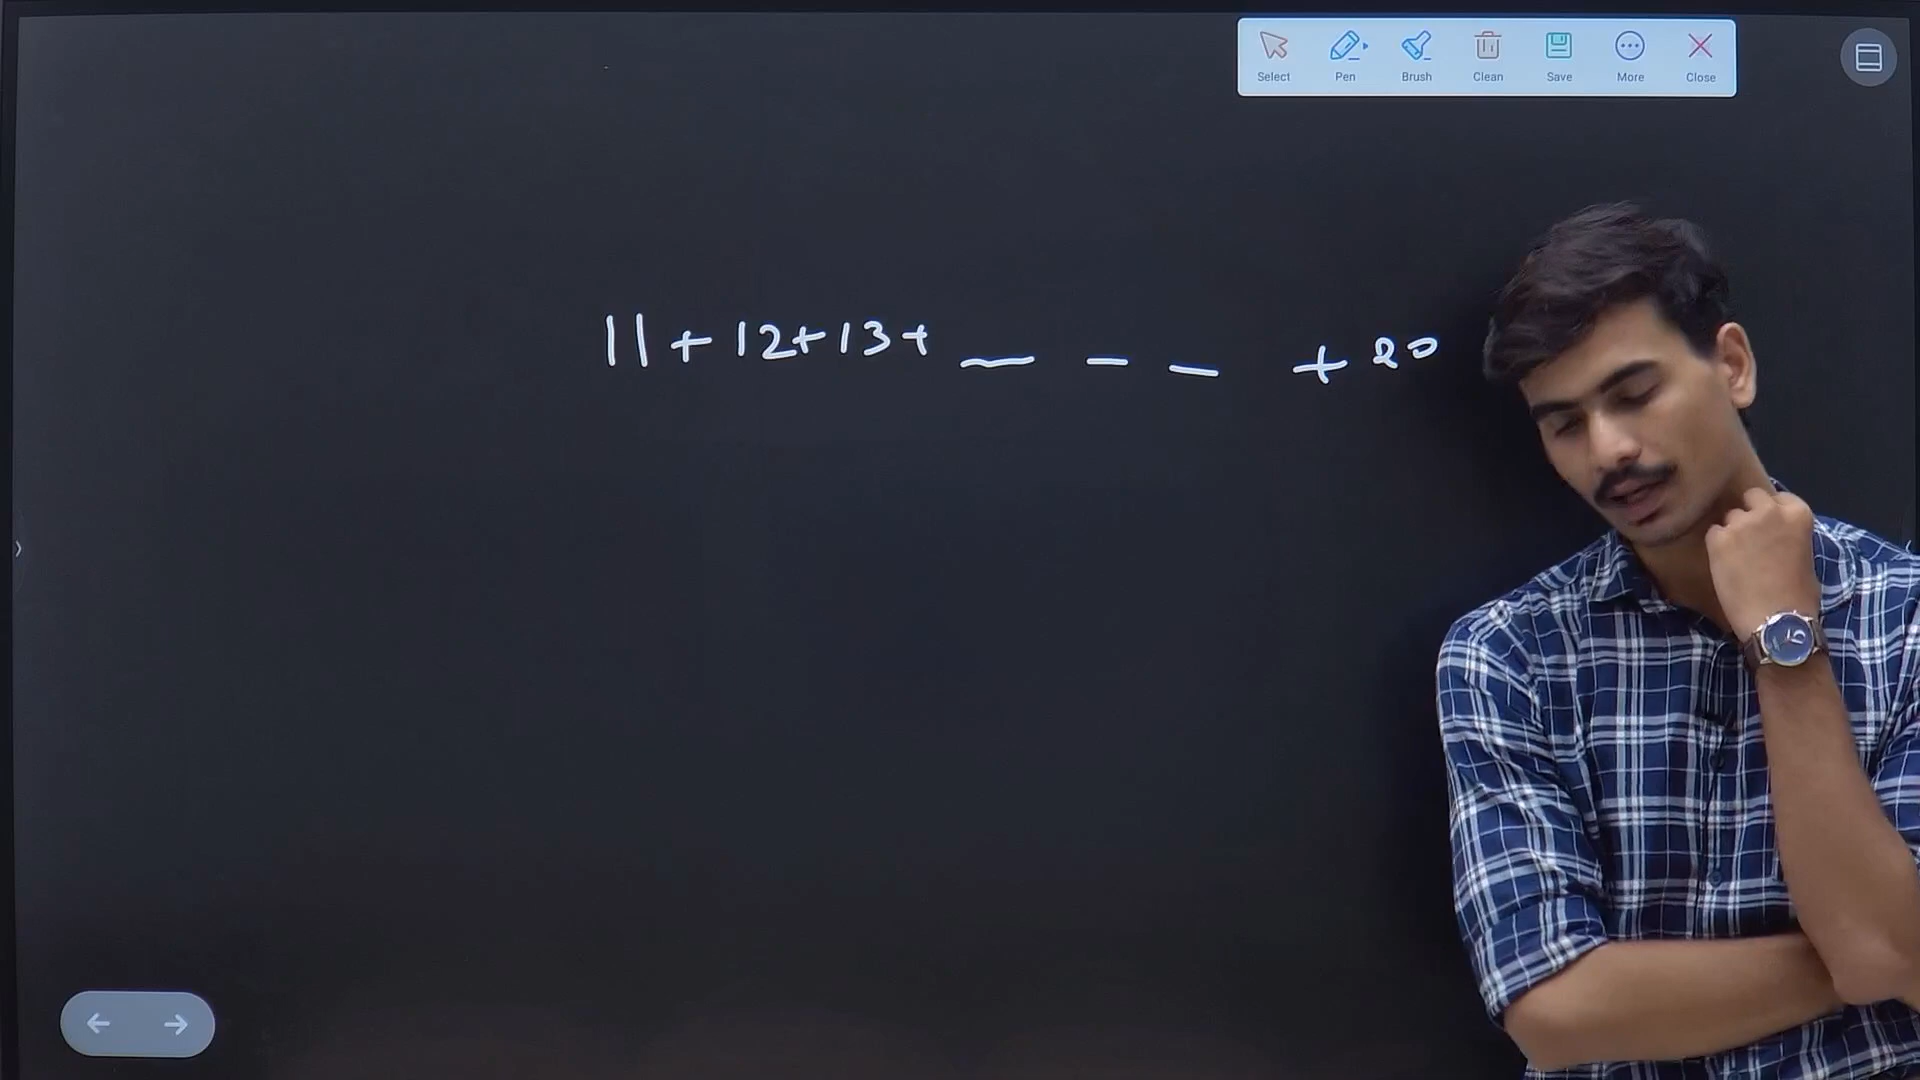 Select Pen Brush Clean Save More Close
11 + 12 + 13 + — — — + 20